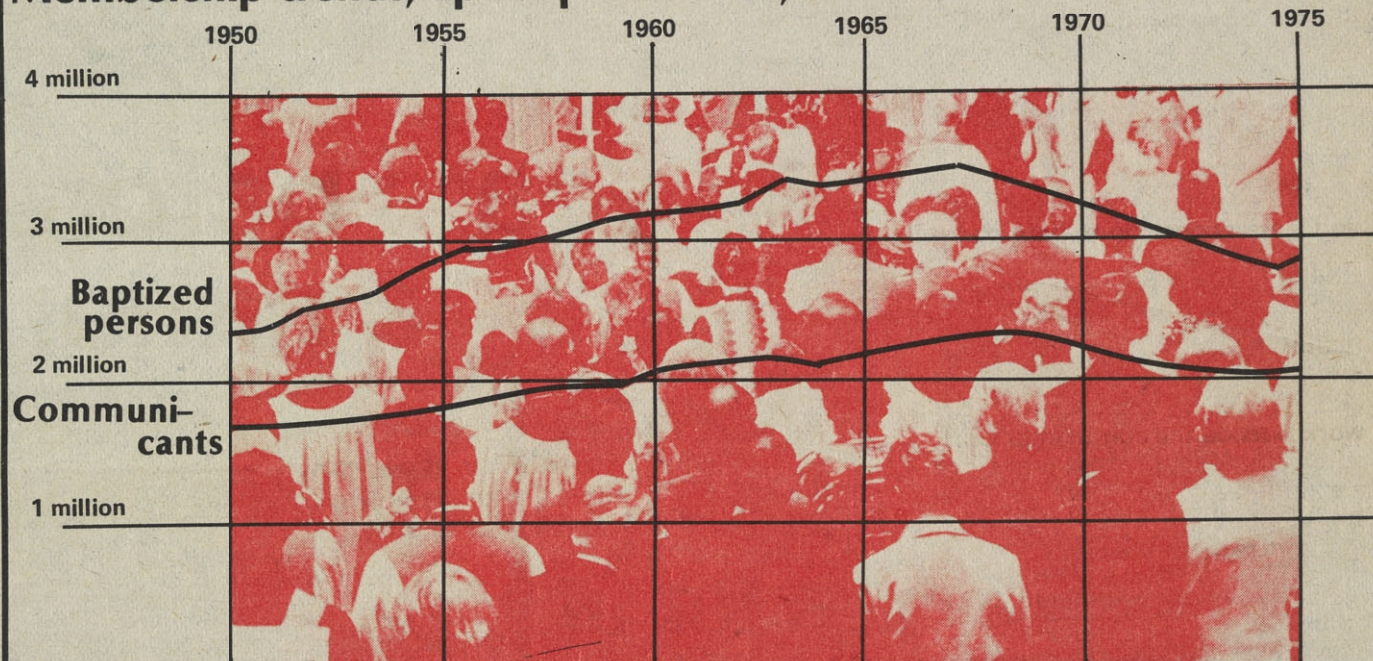 1950 1955 1960 1965 1970 1975
4 million
3 million
Baptized
persons
2 million
Communi–
cants
1 million